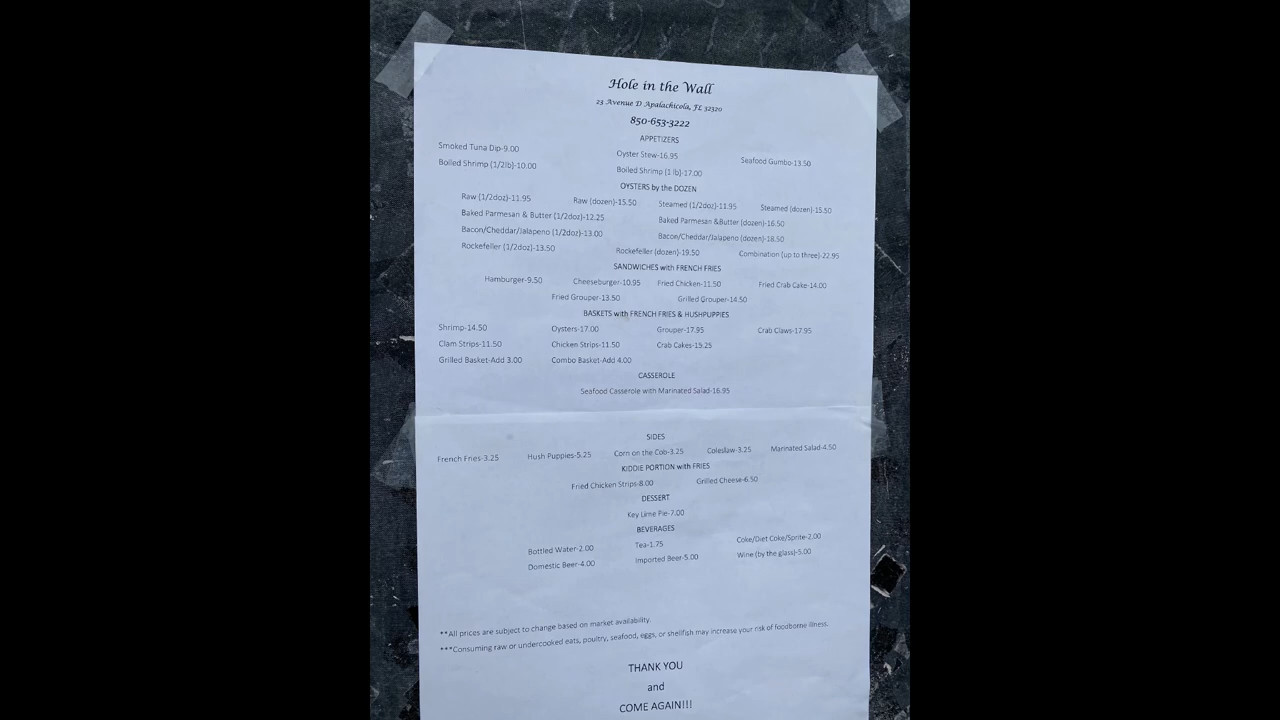 Hole in the Wall
23 Avenue D Apalachicola, FL 32320
850-653-3222
APPETIZERS
Smoked Tuna Dip-9.00 Oyster Stew-16.95 Seafood Gumbo-13.50
Boiled Shrimp (1/2lb)-10.00 Boiled Shrimp (1 lb)-17.00
OYSTERS by the DOZEN
Raw (1/2doz)-11.95 Raw (dozen)-15.50 Steamed (1/2doz)-11.95 Steamed (dozen)-15.50
Baked Parmesan & Butter (1/2doz)-12.25 Baked Parmesan &Butter (dozen)-16.50
Bacon/Cheddar/Jalapeno (1/2doz)-13.00 Bacon/Cheddar/Jalapeno (dozen)-18.50
Rockefeller (1/2doz)-13.50 Rockefeller (dozen)-19.50 Combination (up to three)-22.95
SANDWICHES with FRENCH FRIES
Hamburger-9.50 Cheeseburger-10.95 Fried Chicken-11.50 Fried Crab Cake-14.00
Fried Grouper-13.50 Grilled Grouper-14.50
BASKETS with FRENCH FRIES & HUSHPUPPIES
Shrimp-14.50 Oysters-17.00 Grouper-17.95 Crab Claws-17.95
Clam Strips-11.50 Chicken Strips-11.50 Crab Cakes-15.25
Grilled Basket-Add 3.00 Combo Basket-Add 4.00
CASSEROLE
Seafood Casserole with Marinated Salad-16.95
SIDES
French Fries-3.25 Hush Puppies-5.25 Corn on the Cob-3.25 Coleslaw-3.25 Marinated Salad-4.50
KIDDIE PORTION with FRIES
Fried Chicken Strips-8.00 Grilled Cheese-6.50
DESSERT
Key Lime Pie-7.00
BEVERAGES
Bottled Water-2.00 Tea-1.75 Coke/Diet Coke/Sprite-2.00
Domestic Beer-4.00 Imported Beer-5.00 Wine (by the glass)-5.00
**All prices are subject to change based on market availability.
***Consuming raw or undercooked eats, poultry, seafood, eggs, or shellfish may increase your risk of foodborne illness.
THANK YOU
and
COME AGAIN!!!